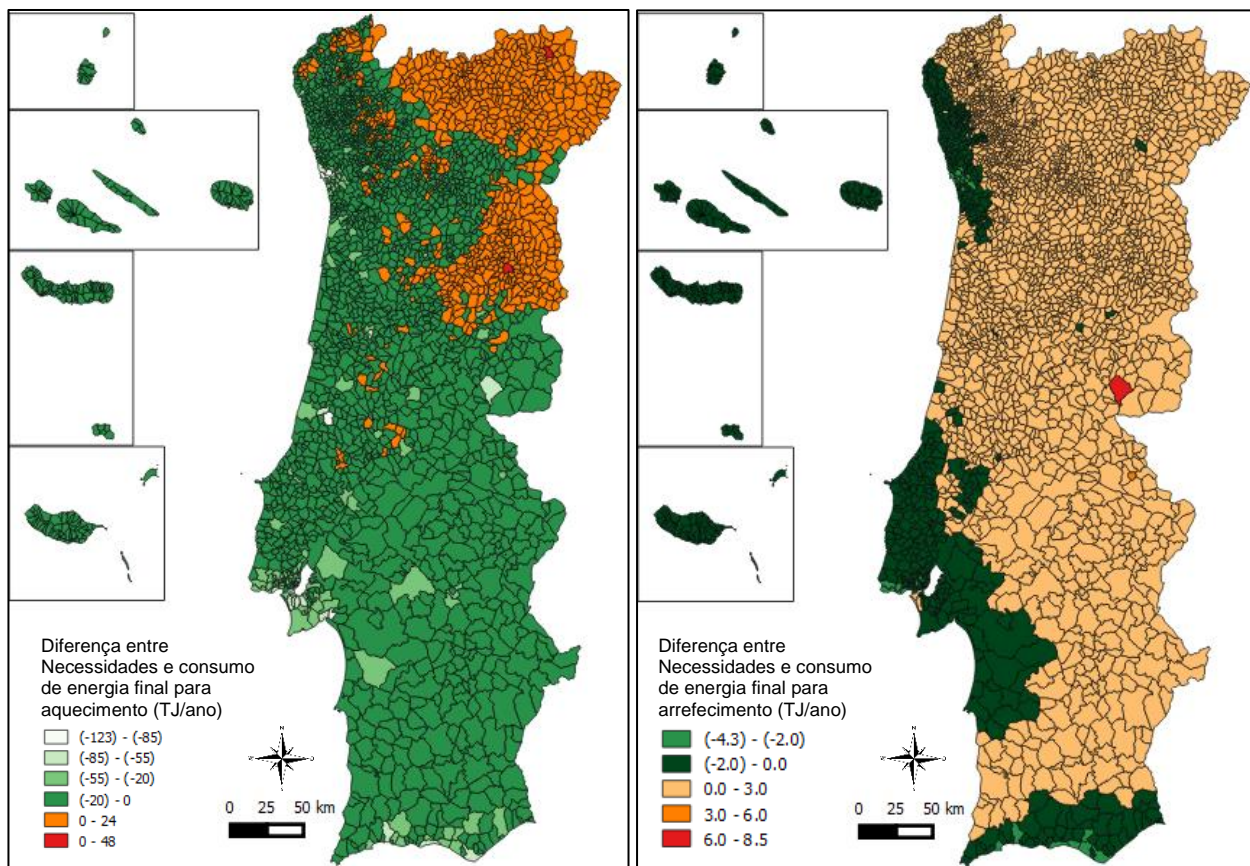 Diferença entre
Necessidades e consumo
de energia final para
aquecimento (TJ/ano)
(-123) - (-85)
(-85) - (-55)
(-55) - (-20)
(-20) - 0
0 - 24
0 - 48
0 25 50 km
Diferença entre
Necessidades e consumo
de energia final para
arrefecimento (TJ/ano)
(-4.3) - (-2.0)
(-2.0) - 0.0
0.0 - 3.0
3.0 - 6.0
6.0 - 8.5
0 25 50 km